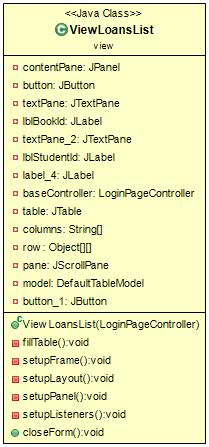 <<Java Class>>
C ViewLoansList
view
contentPane: JPanel
button: JButton
textPane: JTextPane
lblBookId: JLabel
textPane_2: JTextPane
lblStudentId: JLabel
label_4: JLabel
baseController: LoginPageController
table: JTable
columns: String[]
row: Object[][]
pane: JScrollPane
model: DefaultTableModel
button_1: JButton
ViewLoansList(LoginPageController)
fillTable():void
setupFrame():void
setupLayout():void
setupPanel():void
setupListeners():void
closeForm():void